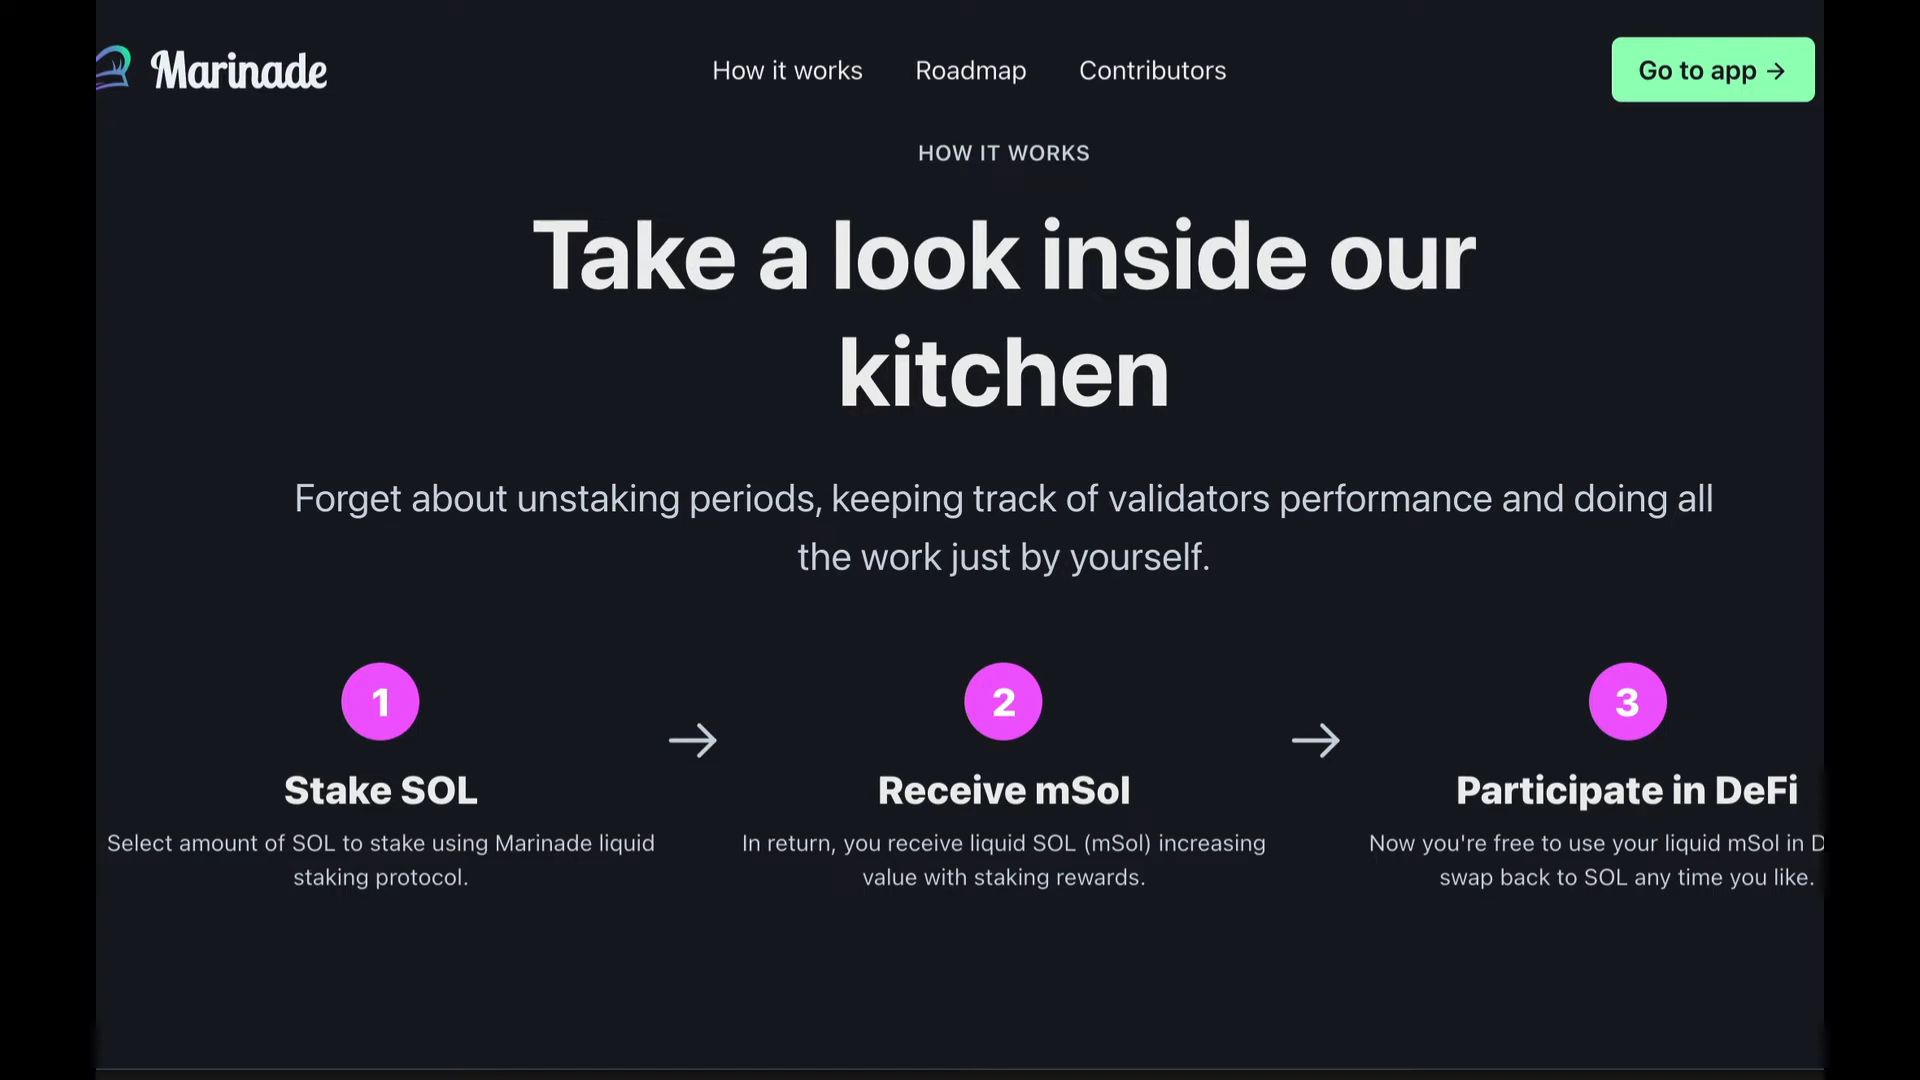 Marinade
How it works
Roadmap
Contributors
Go to app →
HOW IT WORKS
Take a look inside our
kitchen
Forget about unstaking periods, keeping track of validators performance and doing all
the work just by yourself.
1
Stake SOL
Select amount of SOL to stake using Marinade liquid
staking protocol.
2
Receive mSol
In return, you receive liquid SOL (mSol) increasing
value with staking rewards.
3
Participate in DeFi
Now you're free to use your liquid mSol in D
swap back to SOL any time you like.